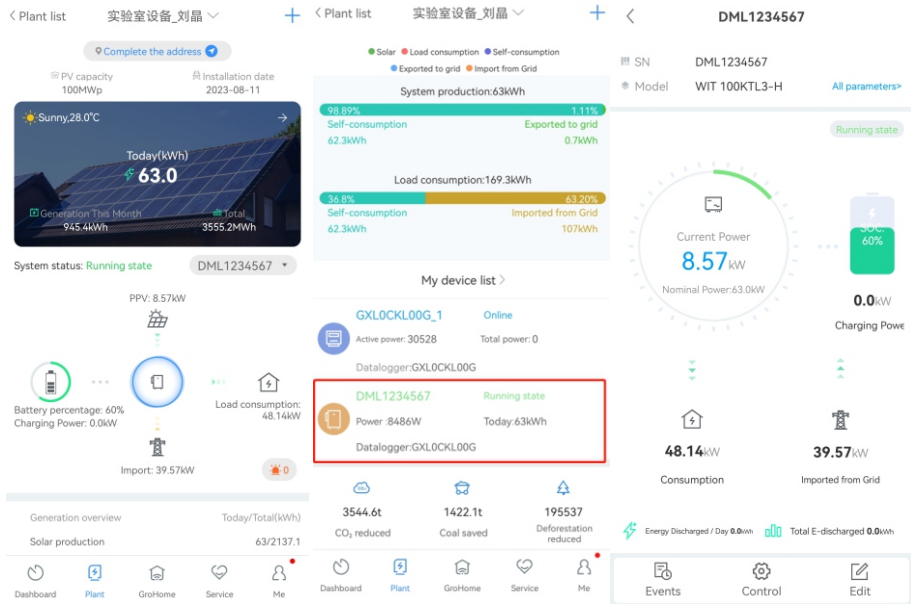 Plant list
实验室设备_刘晶
Complete the address
PV capacity
100MWp
Installation date
2023-08-11
Sunny,28.0℃
Today(kWh)
63.0
Generation This Month
945.4kWh
Total
3555.2MWh
System status: Running state
DML1234567
PPV: 8.57kW
Battery percentage: 60%
Charging Power: 0.0kW
Load consumption:
48.14kW
Import: 39.57kW
0
Generation overview
Today/Total(kWh)
Solar production
63/2137.1
Dashboard
Plant
GroHome
Service
Me
Plant list
实验室设备_刘晶
Solar
Load consumption
Self-consumption
Exported to grid
Import from Grid
System production:63kWh
98.89%
1.11%
Self-consumption
Exported to grid
62.3kWh
0.7kWh
Load consumption:169.3kWh
36.8%
63.20%
Self-consumption
Imported from Grid
62.3kWh
107kWh
My device list
GXL0CKL00G_1
Online
Active power: 30528
Total power: 0
Datalogger:GXL0CKL00G
DML1234567
Running state
Power :8486W
Today:63kWh
Datalogger:GXL0CKL00G
3544.6t
1422.1t
195537
CO₂ reduced
Coal saved
Deforestation
reduced
Dashboard
Plant
GroHome
Service
Me
DML1234567
SN
DML1234567
Model
WIT 100KTL3-H
All parameters>
Running state
Current Power
8.57kW
Nominal Power:63.0kW
SOC:
60%
0.0kW
Charging Powe
48.14kW
Consumption
39.57kW
Imported from Grid
Energy Discharged / Day 0.0kWh
Total E-discharged 0.0kWh
Events
Control
Edit